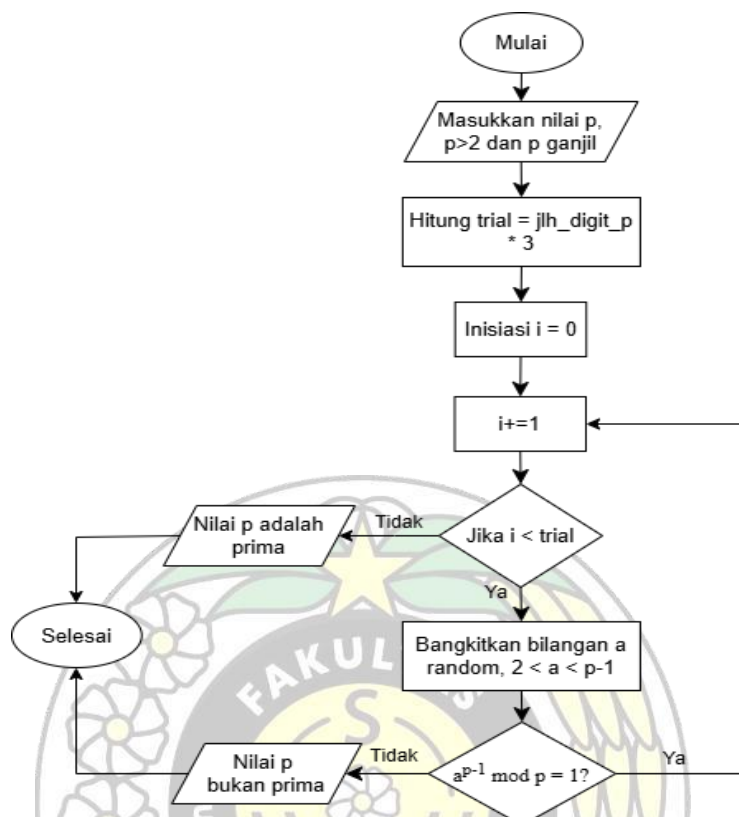 Mulai
Masukkan nilai p,
p>2 dan p ganjil
Hitung trial = jlh_digit_p
* 3
Inisiasi i = 0
i+=1
Jika i < trial
Tidak
Nilai p adalah
prima
Ya
Selesai
Bangkitkan bilangan a
random, 2 < a < p-1
FAKUL
S
a^{p-1} mod p = 1?
Tidak
Ya
Nilai p
bukan prima